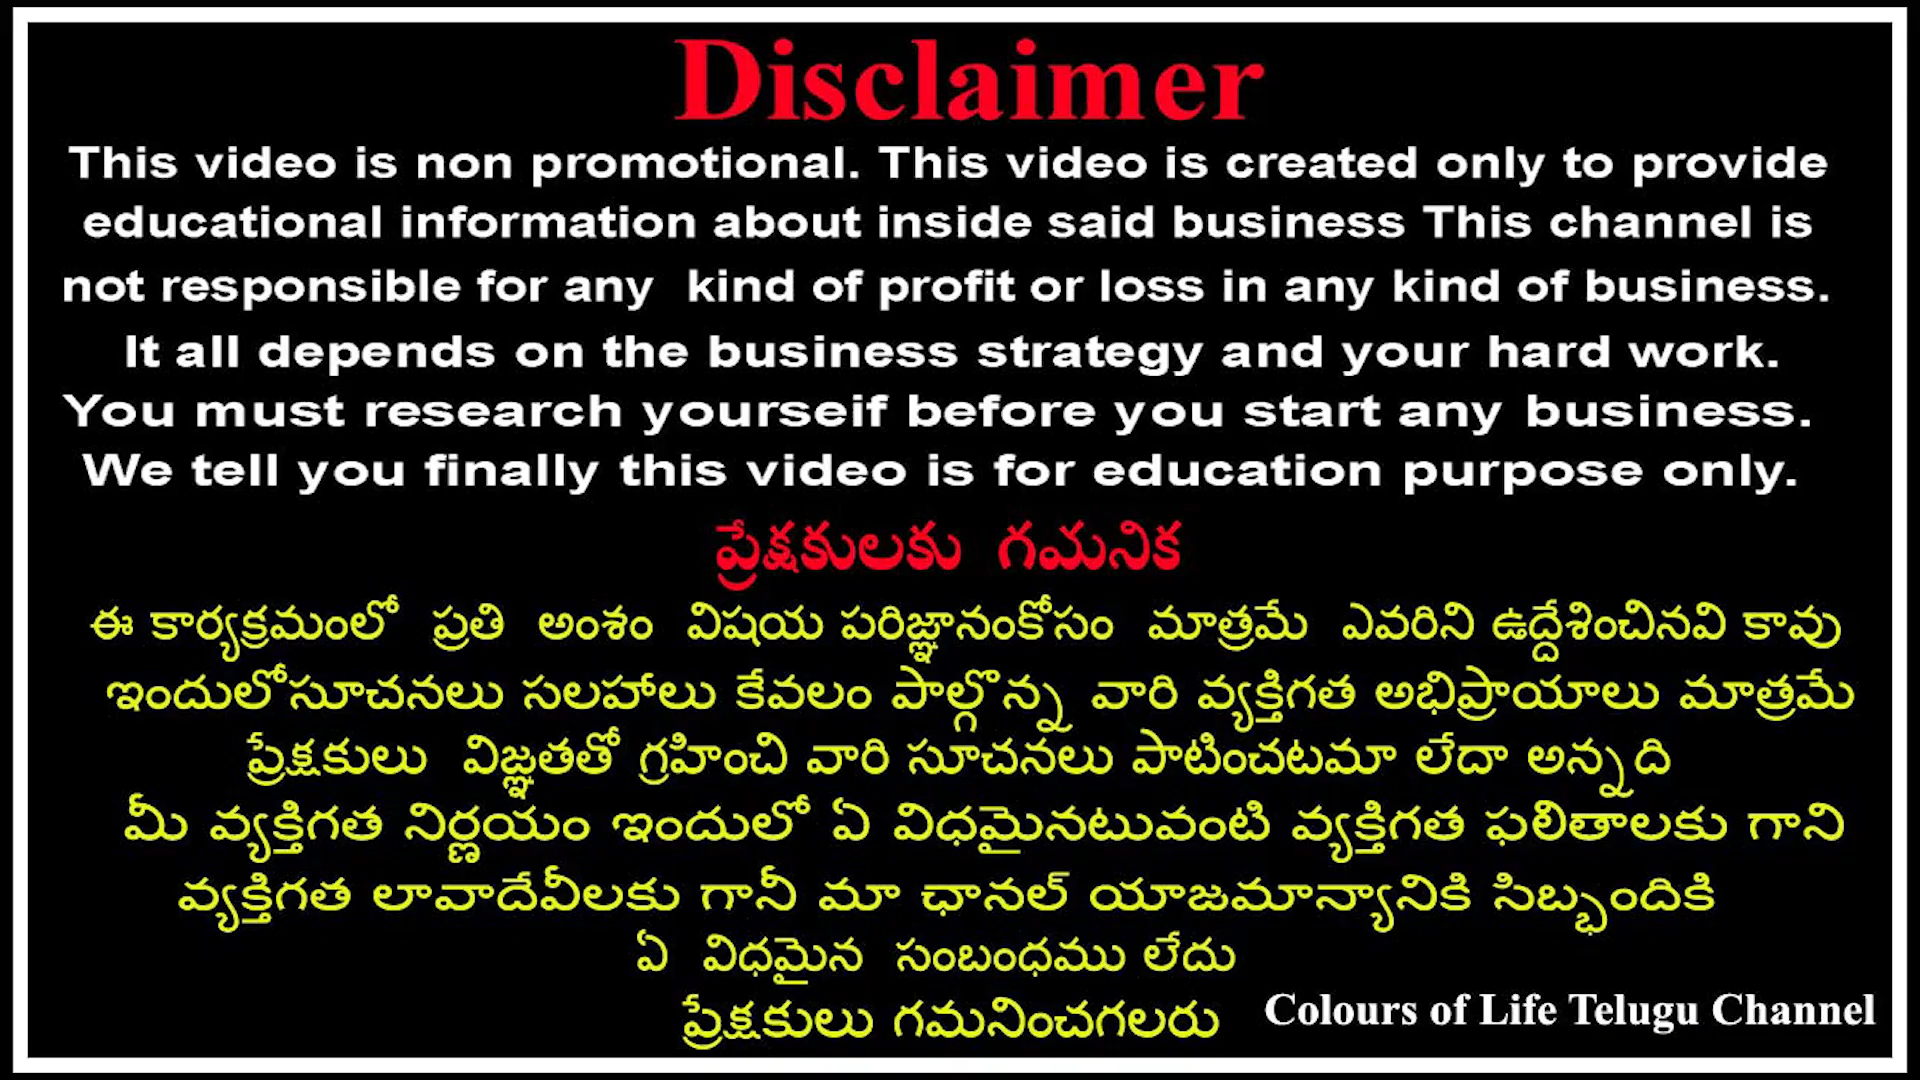 Disclaimer
This video is non promotional. This video is created only to provide
educational information about inside said business This channel is
not responsible for any kind of profit or loss in any kind of business.
It all depends on the business strategy and your hard work.
You must research yourseif before you start any business.
We tell you finally this video is for education purpose only.
ప్రేక్షకులకు గమనిక
ఈ కార్యక్రమంలో ప్రతి అంశం విషయ పరిజ్ఞానంకోసం మాత్రమే ఎవరిని ఉద్దేశించినవి కావు
ఇందులోసూచనలు సలహాలు కేవలం పాల్గొన్న వారి వ్యక్తిగత అభిప్రాయాలు మాత్రమే
ప్రేక్షకులు విజ్ఞతతో గ్రహించి వారి సూచనలు పాటించటమా లేదా అన్నది
మీ వ్యక్తిగత నిర్ణయం ఇందులో ఏ విధమైనటువంటి వ్యక్తిగత ఫలితాలకు గాని
వ్యక్తిగత లావాదేవీలకు గానీ మా ఛానల్ యాజమాన్యానికి సిబ్బందికి
ఏ విధమైన సంబంధము లేదు
ప్రేక్షకులు గమనించగలరు
Colours of Life Telugu Channel